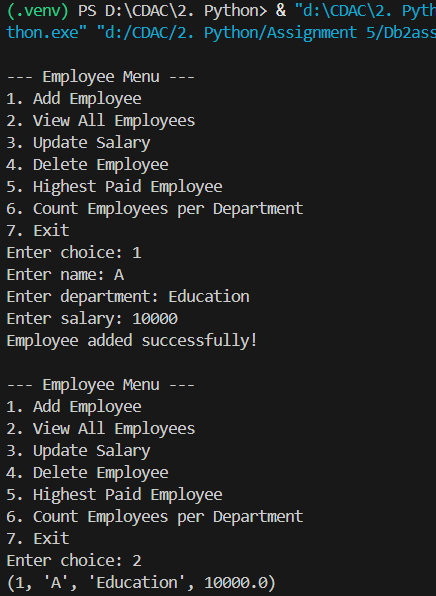 (.venv) PS D:\CDAC\2. Python> & "d:\CDAC\2. Pyth
thon.exe" "d:/CDAC/2. Python/Assignment 5/Db2ass
--- Employee Menu ---
1. Add Employee
2. View All Employees
3. Update Salary
4. Delete Employee
5. Highest Paid Employee
6. Count Employees per Department
7. Exit
Enter choice: 1
Enter name: A
Enter department: Education
Enter salary: 10000
Employee added successfully!
--- Employee Menu ---
1. Add Employee
2. View All Employees
3. Update Salary
4. Delete Employee
5. Highest Paid Employee
6. Count Employees per Department
7. Exit
Enter choice: 2
(1, 'A', 'Education', 10000.0)